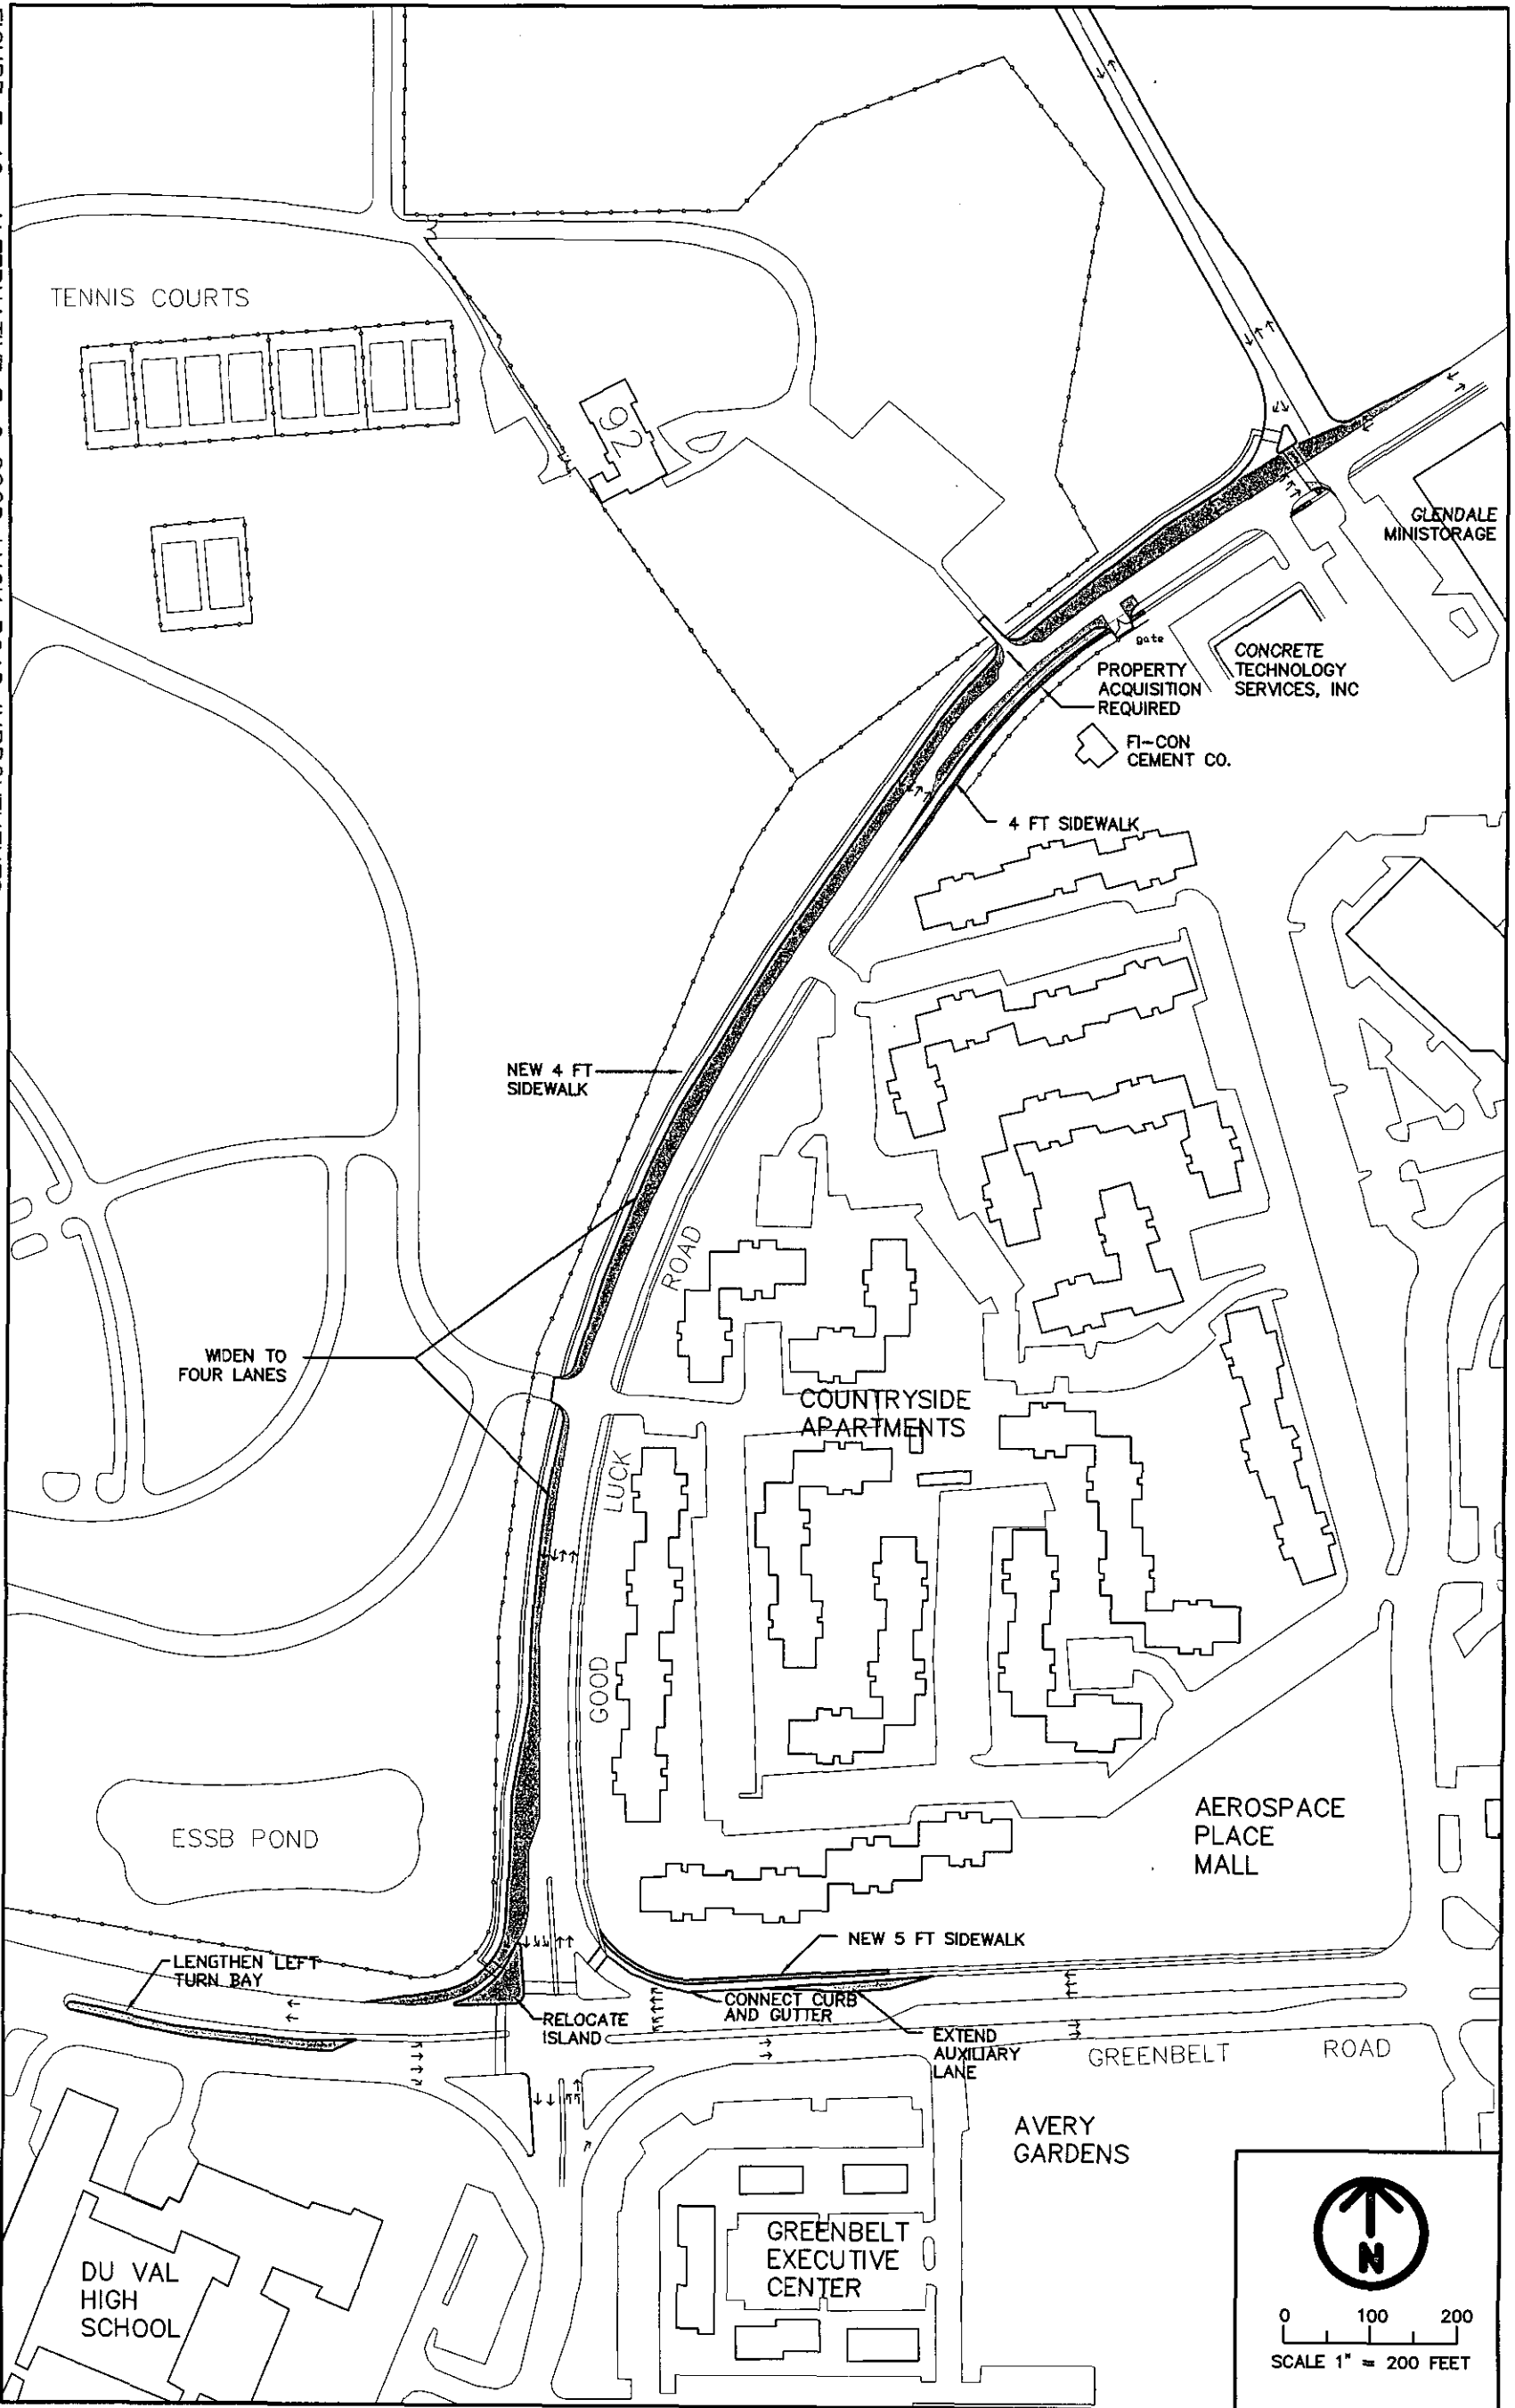 TENNIS COURTS
92
GLENDALE
MINISTORAGE
gate
CONCRETE
TECHNOLOGY
SERVICES, INC
PROPERTY
ACQUISITION
REQUIRED
FI-CON
CEMENT CO.
4 FT SIDEWALK
NEW 4 FT
SIDEWALK
ROAD
WIDEN TO
FOUR LANES
COUNTRYSIDE
APARTMENTS
LUCK
GOOD
ESSB POND
AEROSPACE
PLACE
MALL
NEW 5 FT SIDEWALK
LENGTHEN LEFT
TURN BAY
CONNECT CURB
AND GUTTER
RELOCATE
ISLAND
EXTEND
AUXILIARY
LANE
GREENBELT
ROAD
AVERY
GARDENS
GREENBELT
EXECUTIVE
CENTER
DU VAL
HIGH
SCHOOL
N
0 100 200
SCALE 1" = 200 FEET